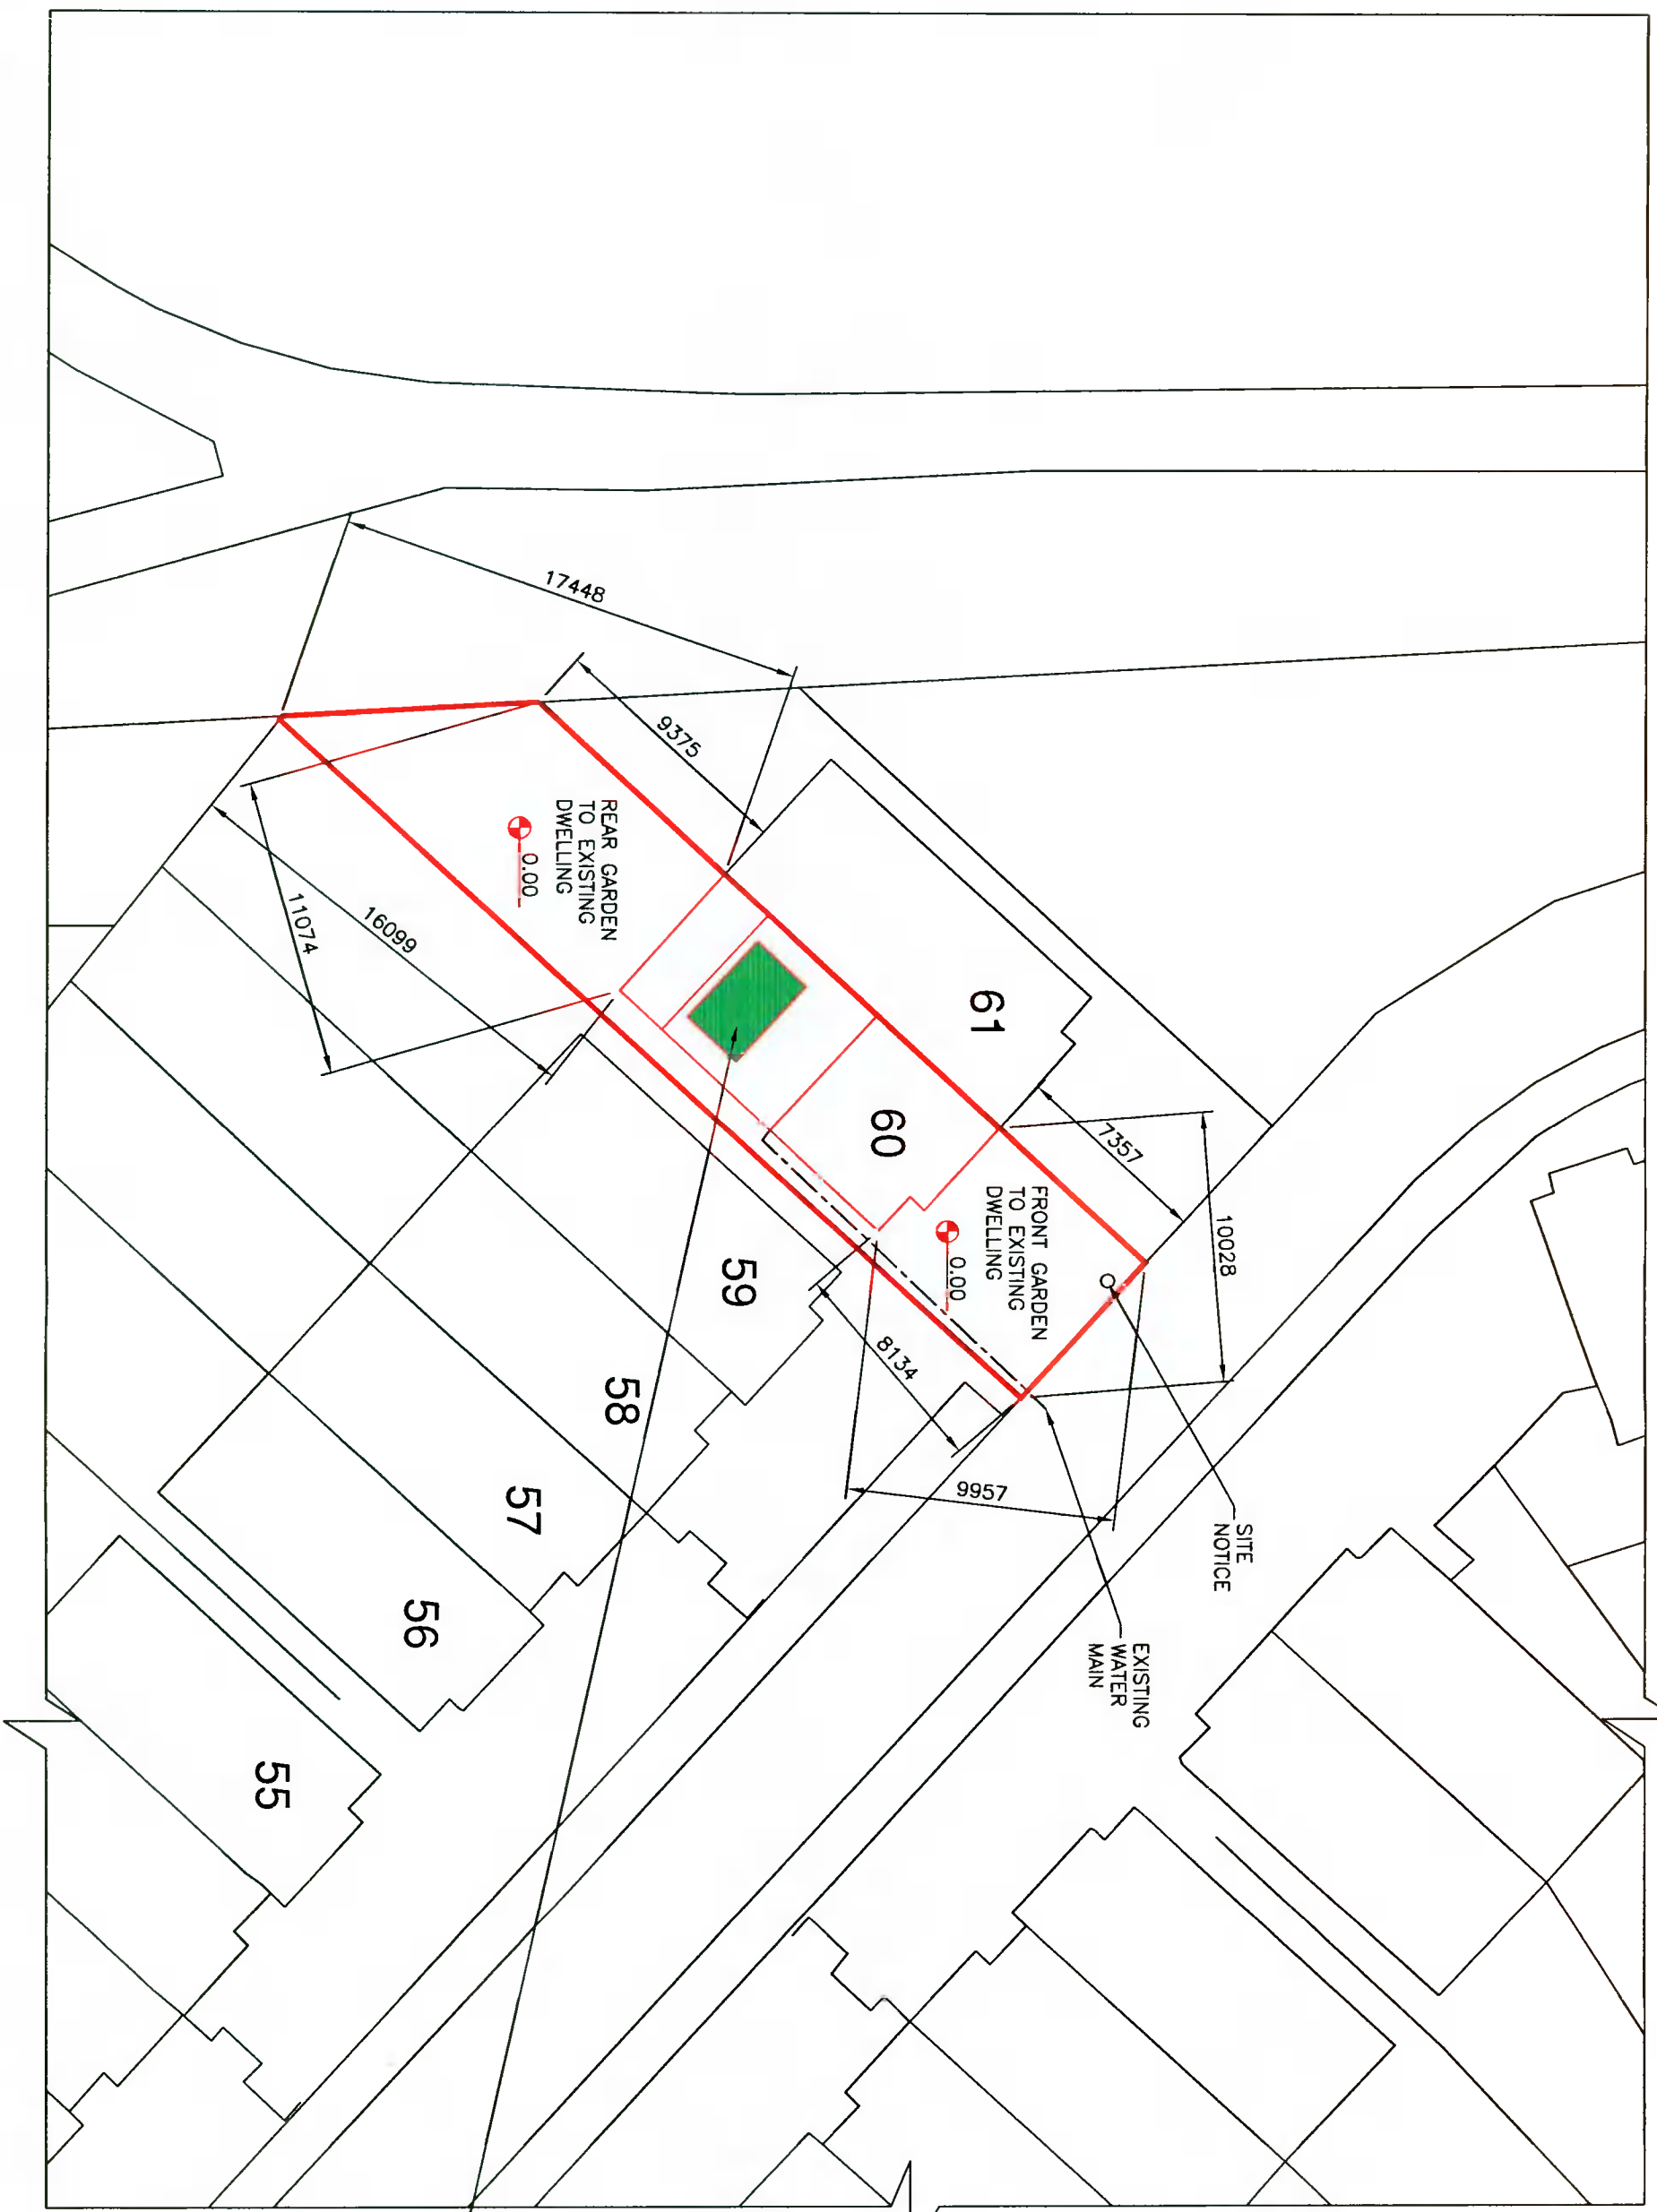 SITE
NOTICE
EXISTING
WATER
MAIN
10028
7357
9957
FRONT GARDEN
TO EXISTING
DWELLING
0.00
8134
61
60
59
58
57
56
55
17448
9375
REAR GARDEN
TO EXISTING
DWELLING
0.00
16099
11074